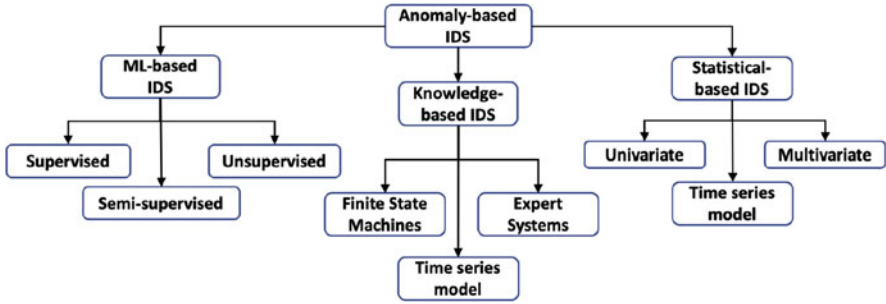 Anomaly-based
IDS
ML-based
IDS
Knowledge-
based IDS
Statistical-
based IDS
Supervised
Unsupervised
Semi-supervised
Finite State
Machines
Expert
Systems
Time series
model
Univariate
Multivariate
Time series
model